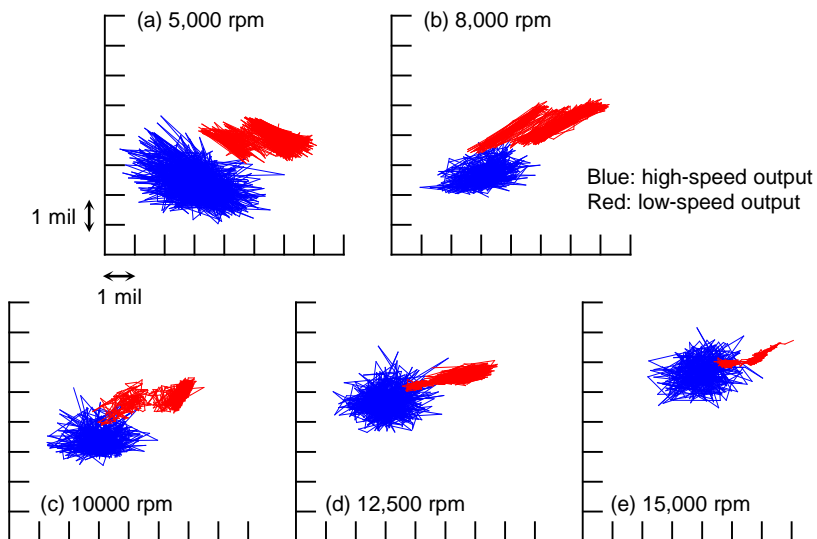 (a) 5,000 rpm
(b) 8,000 rpm
Blue: high-speed output
Red: low-speed output
1 mil
1 mil
(c) 10000 rpm
(d) 12,500 rpm
(e) 15,000 rpm